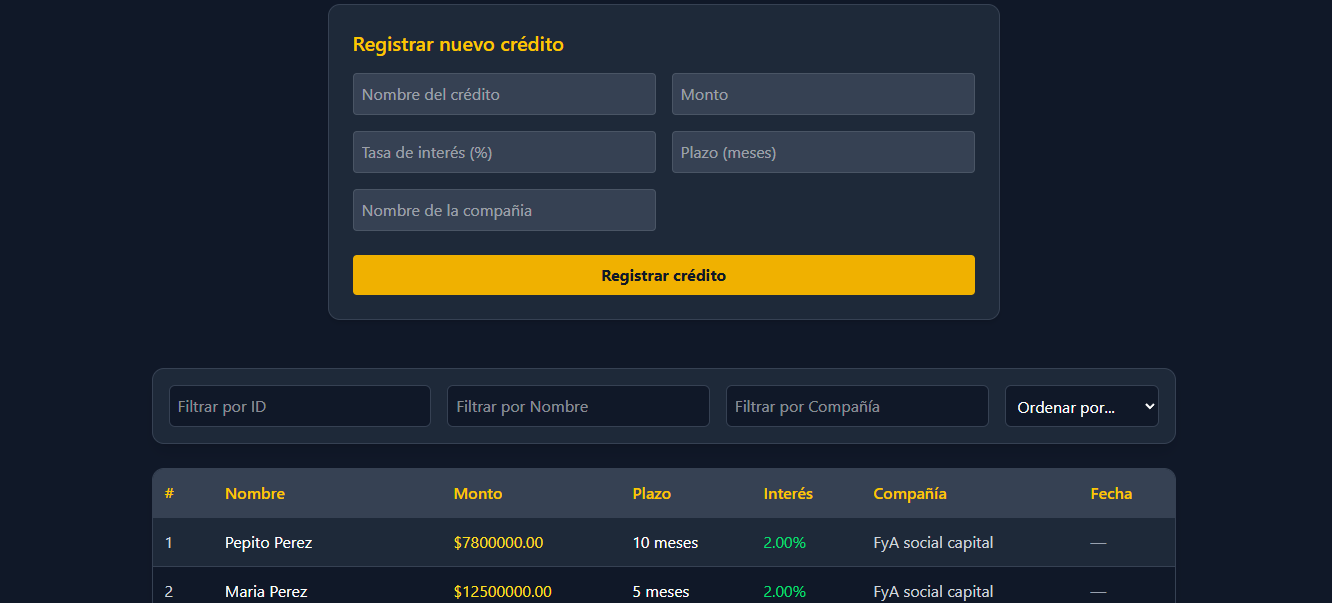 Registrar nuevo crédito
Nombre del crédito Monto
Tasa de interés (%) Plazo (meses)
Nombre de la compañia
Registrar crédito
Filtrar por ID Filtrar por Nombre Filtrar por Compañía Ordenar por...
# Nombre Monto Plazo Interés Compañía Fecha
1 Pepito Perez $7800000.00 10 meses 2.00% FyA social capital —
2 Maria Perez $12500000.00 5 meses 2.00% FyA social capital —